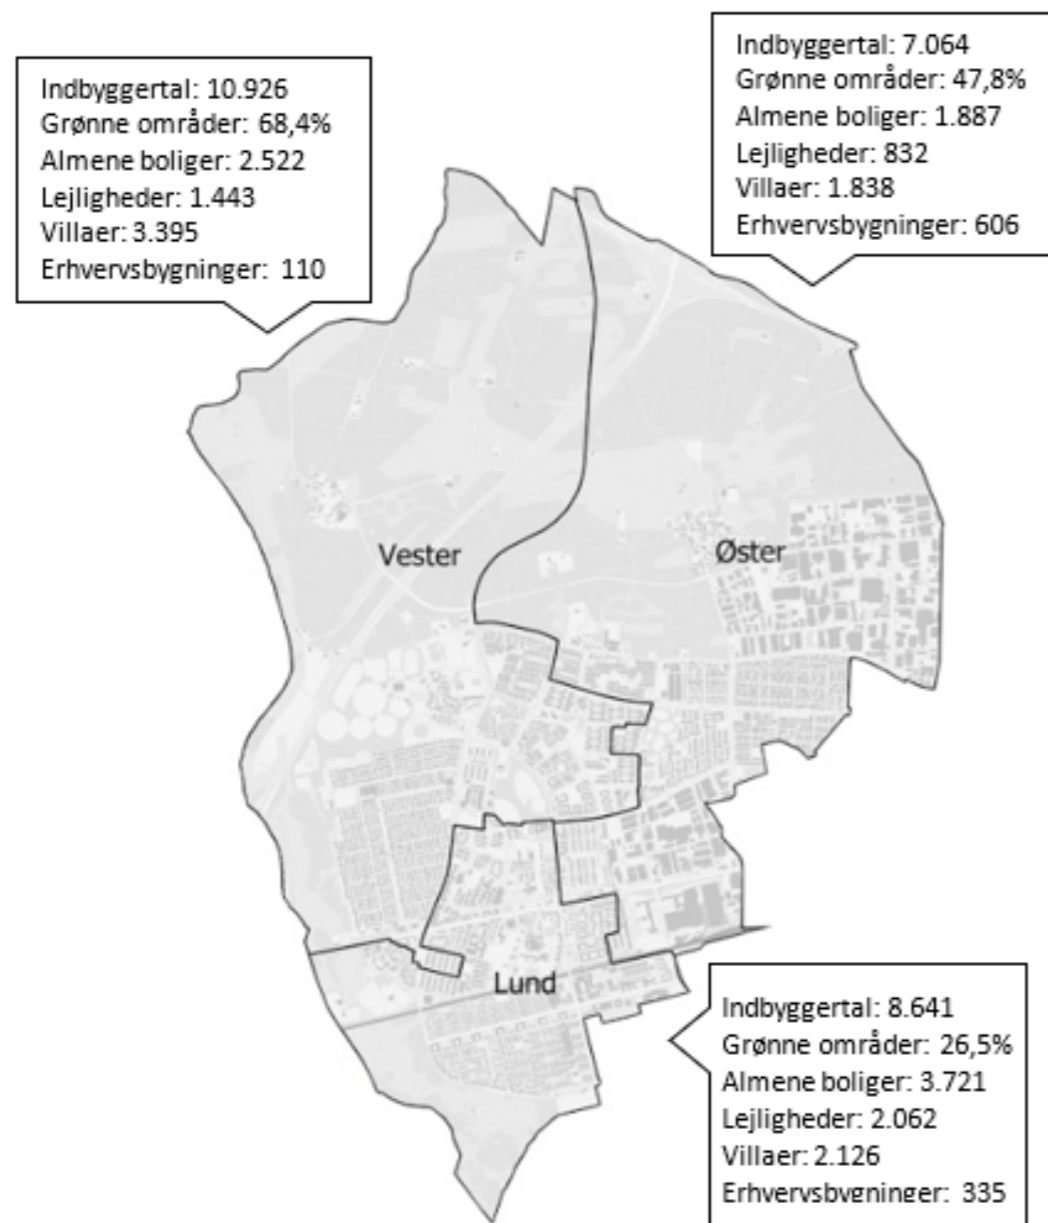 Indbyggertal: 10.926
Grønne områder: 68,4%
Almene boliger: 2.522
Lejligheder: 1.443
Villaer: 3.395
Erhvervsbygninger: 110
Indbyggertal: 7.064
Grønne områder: 47,8%
Almene boliger: 1.887
Lejligheder: 832
Villaer: 1.838
Erhvervsbygninger: 606
Vester
Øster
Lund
Indbyggertal: 8.641
Grønne områder: 26,5%
Almene boliger: 3.721
Lejligheder: 2.062
Villaer: 2.126
Erhvervsbygninger: 335